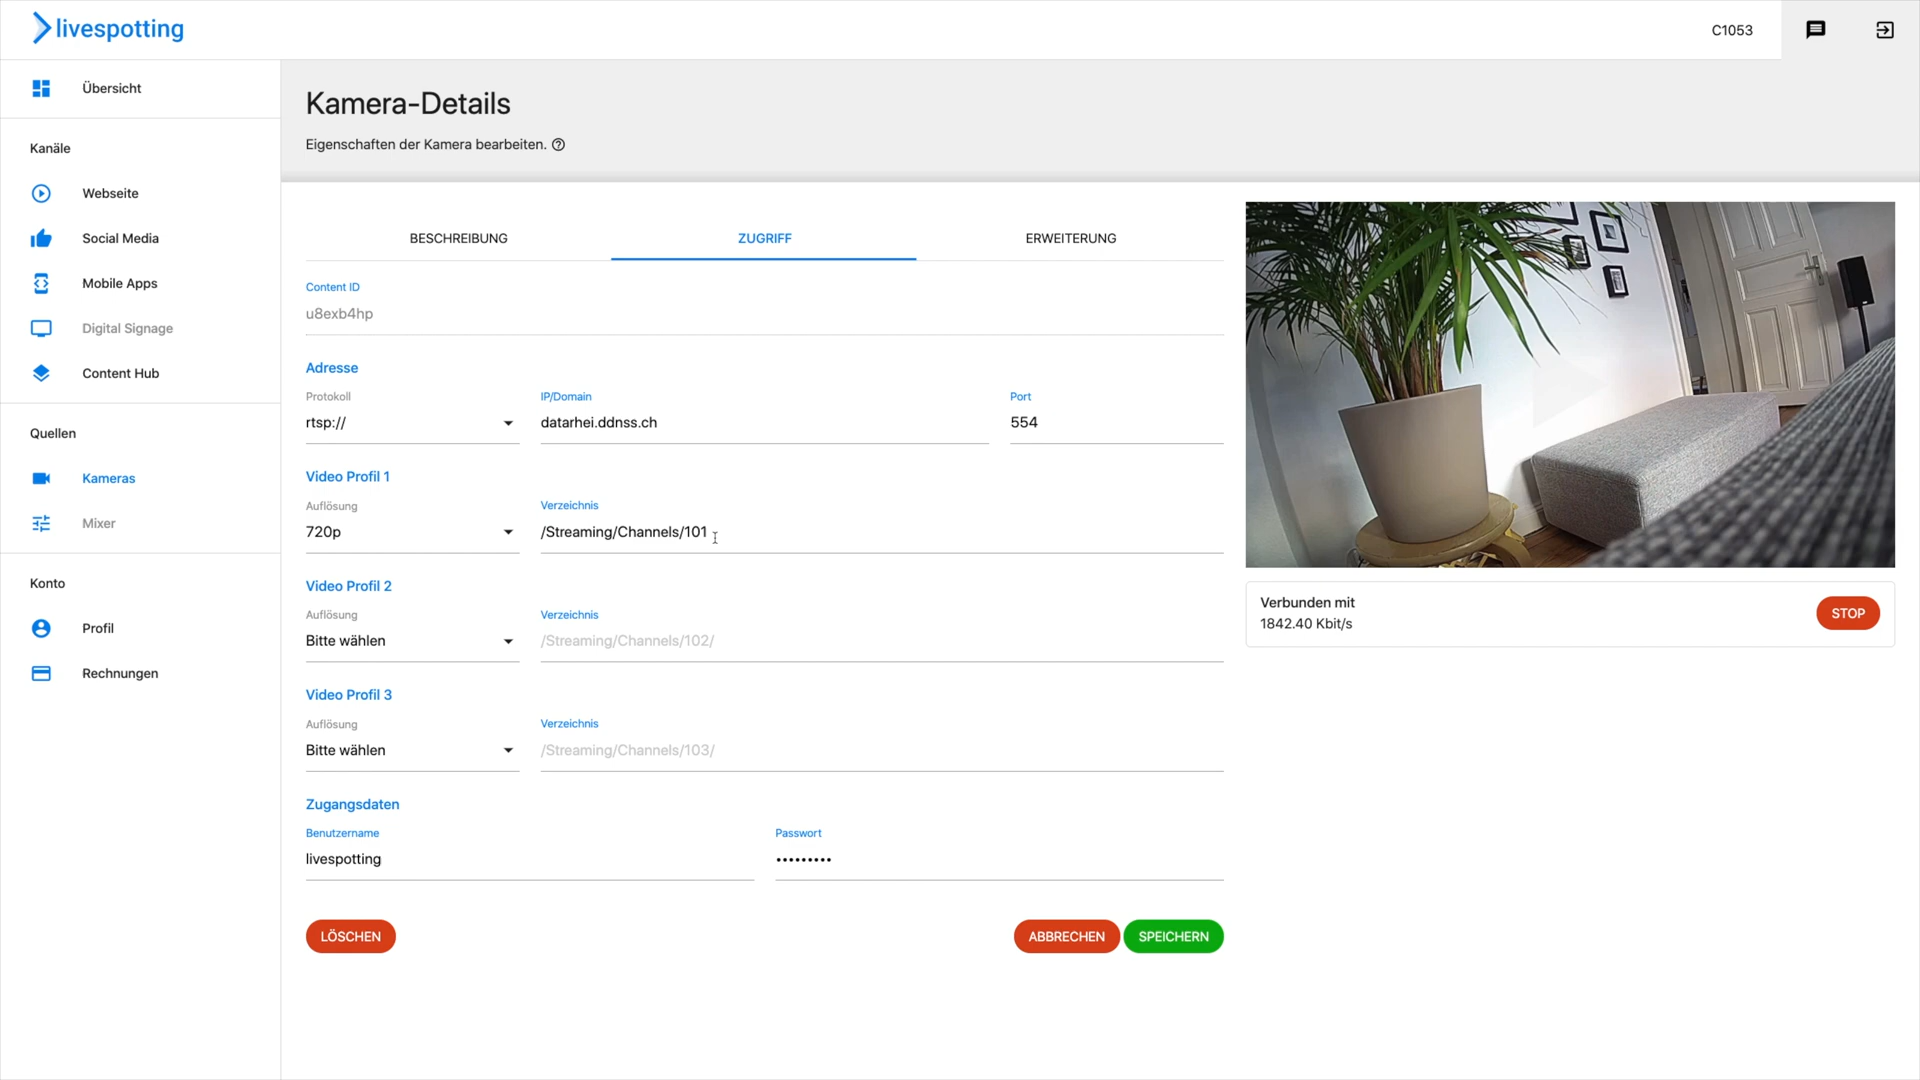 livespotting
C1053
Übersicht
Kanäle
Webseite
Social Media
Mobile Apps
Digital Signage
Content Hub
Quellen
Kameras
Mixer
Konto
Profil
Rechnungen
Kamera-Details
Eigenschaften der Kamera bearbeiten.
BESCHREIBUNG
ZUGRIFF
ERWEITERUNG
Content ID
u8exb4hp
Adresse
Protokoll
IP/Domain
Port
rtsp://
datarhei.ddnss.ch
554
Video Profil 1
Auflösung
Verzeichnis
720p
/Streaming/Channels/101
Video Profil 2
Auflösung
Verzeichnis
Bitte wählen
/Streaming/Channels/102/
Video Profil 3
Auflösung
Verzeichnis
Bitte wählen
/Streaming/Channels/103/
Zugangsdaten
Benutzername
Passwort
livespotting
•••••••••
LÖSCHEN
ABBRECHEN
SPEICHERN
Verbunden mit
1842.40 Kbit/s
STOP